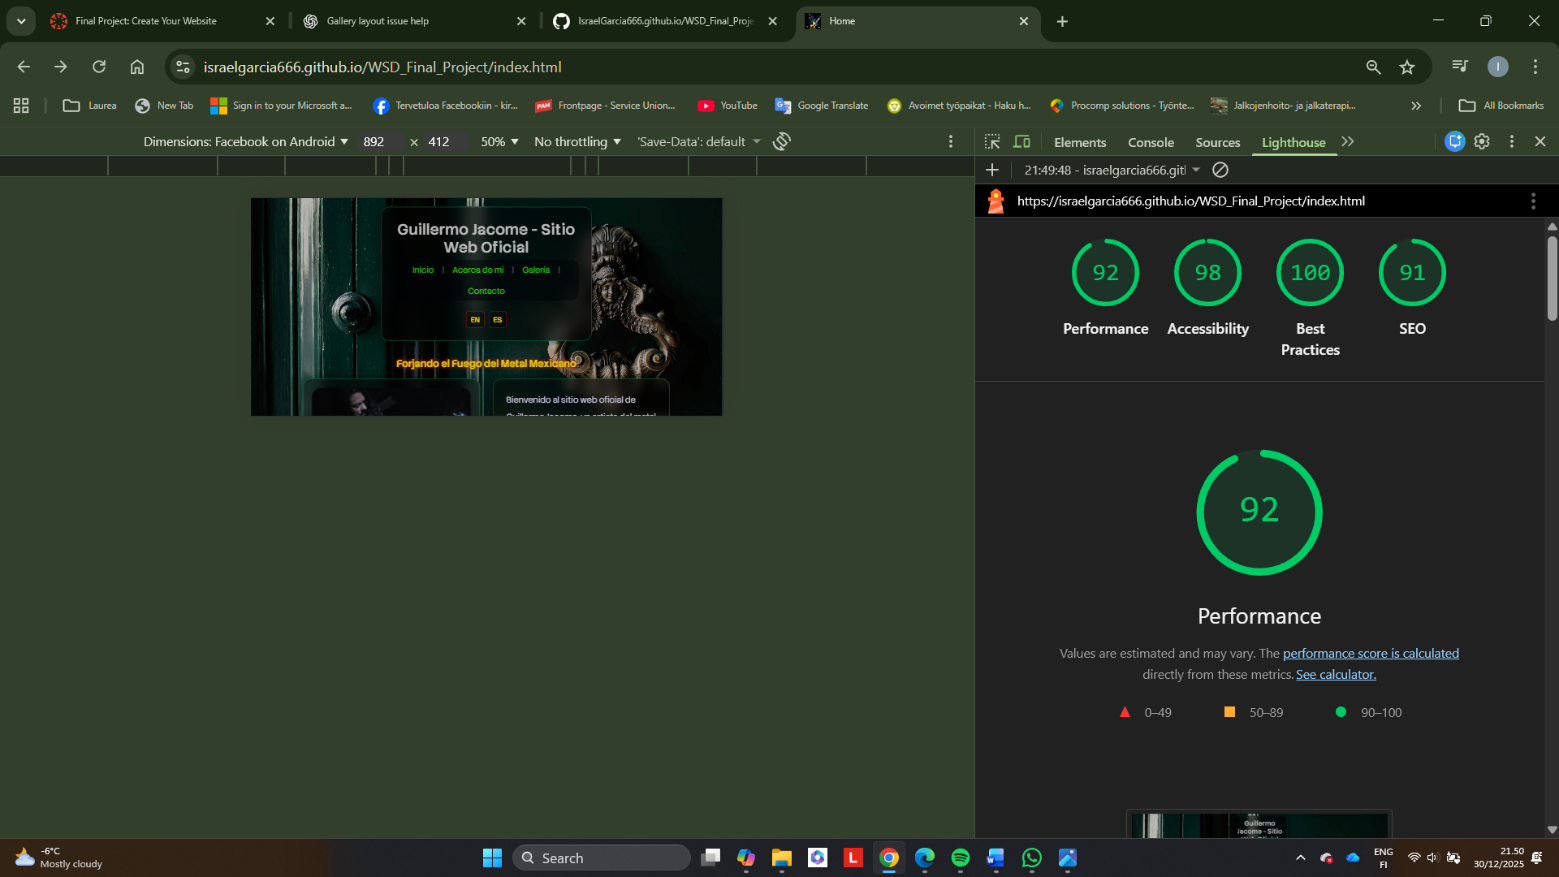 Final Project: Create Your Website
Gallery layout issue help
IsraelGarcia666.github.io/WSD_Final_Proje
Home
israelgarcia666.github.io/WSD_Final_Project/index.html
I
Laurea
New Tab
Sign in to your Microsoft a...
Tervetuloa Facebookiin - kir...
PAM
Frontpage - Service Union...
YouTube
Google Translate
Avoimet työpaikat - Haku h...
Procomp solutions - Työnte...
Jalkojenhoito- ja jalkaterapi...
All Bookmarks
Dimensions: Facebook on Android
892 × 412
50%
No throttling
'Save-Data': default
Elements
Console
Sources
Lighthouse
21:49:48 - israelgarcia666.git
https://israelgarcia666.github.io/WSD_Final_Project/index.html
Guillermo Jacome - Sitio
Web Oficial
Inicio | Acerca de mí | Galería |
Contacto
EN ES
Forjando el Fuego del Metal Mexicano
Bienvenido al sitio web oficial de
92
98
100
91
Performance
Accessibility
Best
Practices
SEO
92
Performance
Values are estimated and may vary. The performance score is calculated
directly from these metrics. See calculator.
0–49
50–89
90–100
Guillermo
Jacome - Sitio
-6°C
Mostly cloudy
Search
L
ENG
FI
21.50
30/12/2025